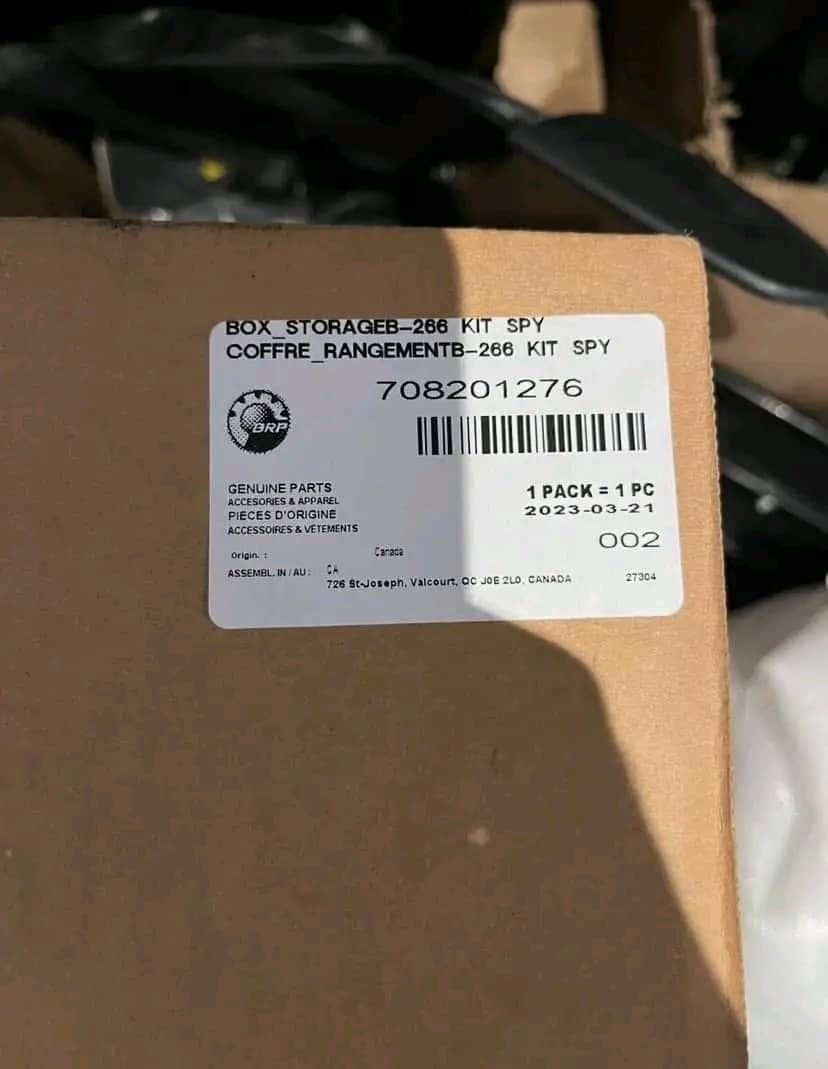 BOX_STORAGEB-266 KIT SPY
COFFRE_RANGEMENTB-266 KIT SPY
708201276
BRP
GENUINE PARTS
ACCESORIES & APPAREL
PIECES D'ORIGINE
ACCESSOIRES & VÉTEMENTS
1 PACK = 1 PC
2023-03-21
002
Origin. : Canada
ASSEMBL. IN / AU : CA
726 St-Joseph, Valcourt, QC J0E 2L0, CANADA 27304